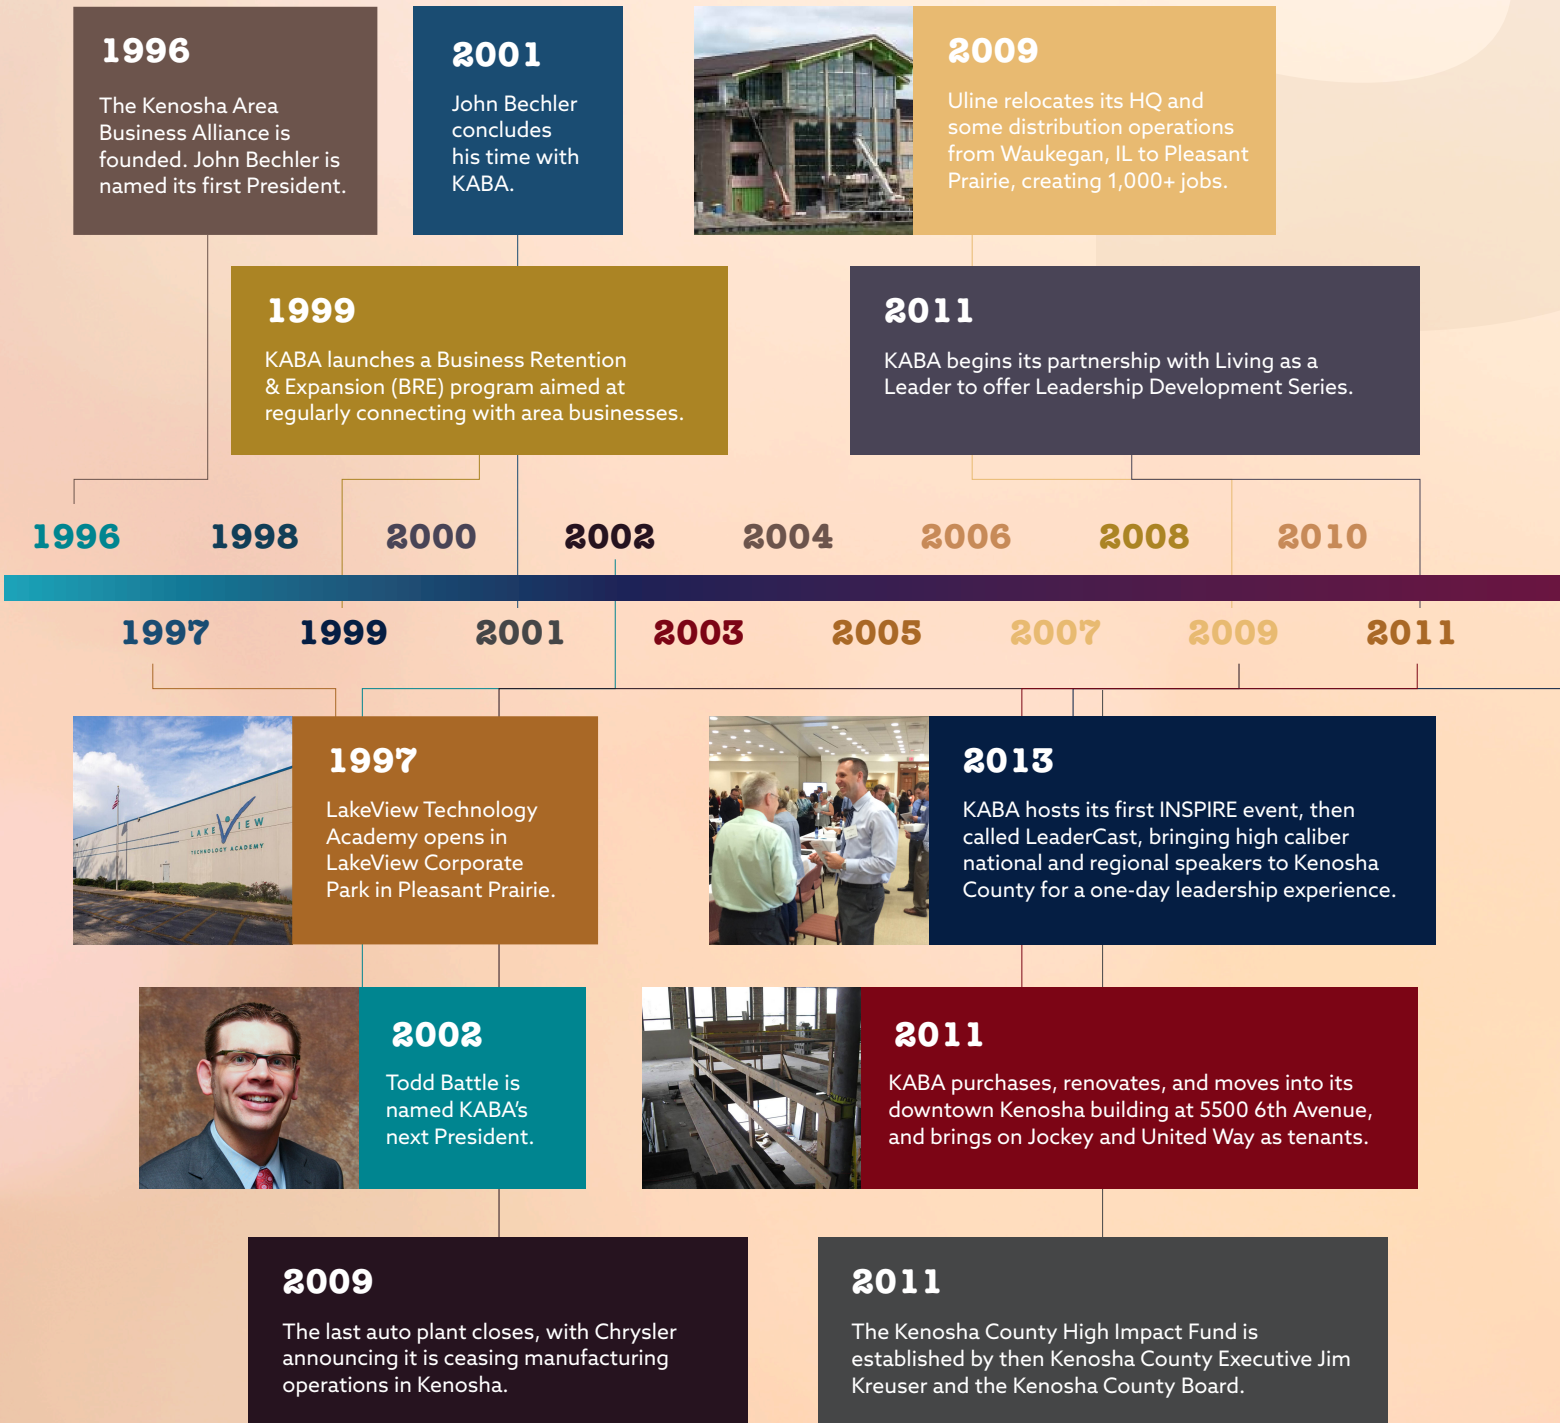 1996
The Kenosha Area
Business Alliance is
founded. John Bechler is
named its first President.
2001
John Bechler
concludes
his time with
KABA.
2009
Uline relocates its HQ and
some distribution operations
from Waukegan, IL to Pleasant
Prairie, creating 1,000+ jobs.
1999
KABA launches a Business Retention
& Expansion (BRE) program aimed at
regularly connecting with area businesses.
2011
KABA begins its partnership with Living as a
Leader to offer Leadership Development Series.
1996 1998 2000 2002 2004 2006 2008 2010
1997 1999 2001 2003 2005 2007 2009 2011
LAKEVIEW
TECHNOLOGY ACADEMY
1997
LakeView Technology
Academy opens in
LakeView Corporate
Park in Pleasant Prairie.
2013
KABA hosts its first INSPIRE event, then
called LeaderCast, bringing high caliber
national and regional speakers to Kenosha
County for a one-day leadership experience.
2002
Todd Battle is
named KABA's
next President.
2011
KABA purchases, renovates, and moves into its
downtown Kenosha building at 5500 6th Avenue,
and brings on Jockey and United Way as tenants.
2009
The last auto plant closes, with Chrysler
announcing it is ceasing manufacturing
operations in Kenosha.
2011
The Kenosha County High Impact Fund is
established by then Kenosha County Executive Jim
Kreuser and the Kenosha County Board.